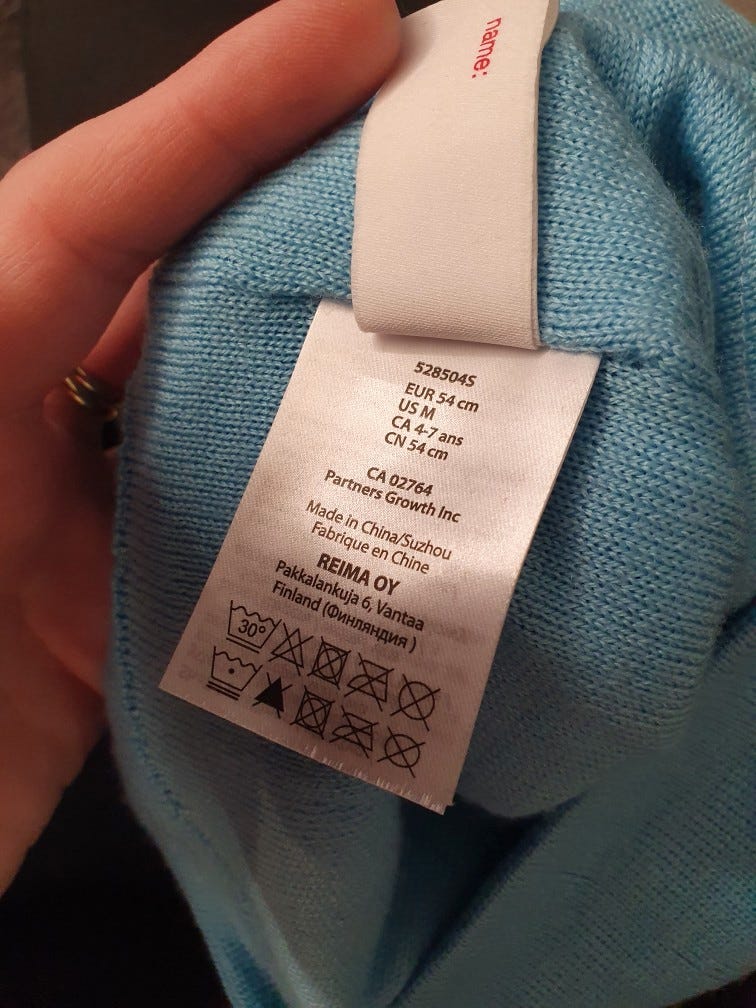 name:
528504S
EUR 54 cm
US M
CA 4-7 ans
CN 54 cm
CA 02764
Partners Growth Inc
Made in China/Suzhou
Fabrique en Chine
REIMA OY
Pakkalankuja 6, Vantaa
Finland (Финляндия )
30°